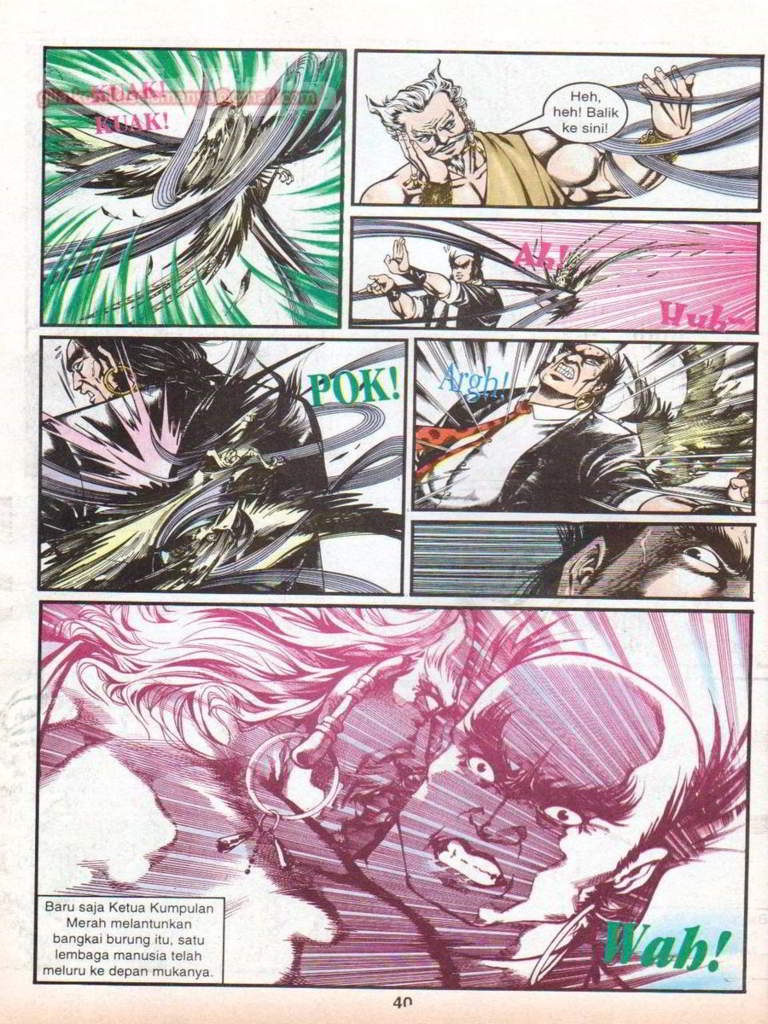 KUAK!
KUAK!
Heh,
heh! Balik
ke sini!
Ah!
Huh~
POK!
Argh!
Baru saja Ketua Kumpulan
Merah melantunkan
bangkai burung itu, satu
lembaga manusia telah
meluru ke depan mukanya.
Wah!
40